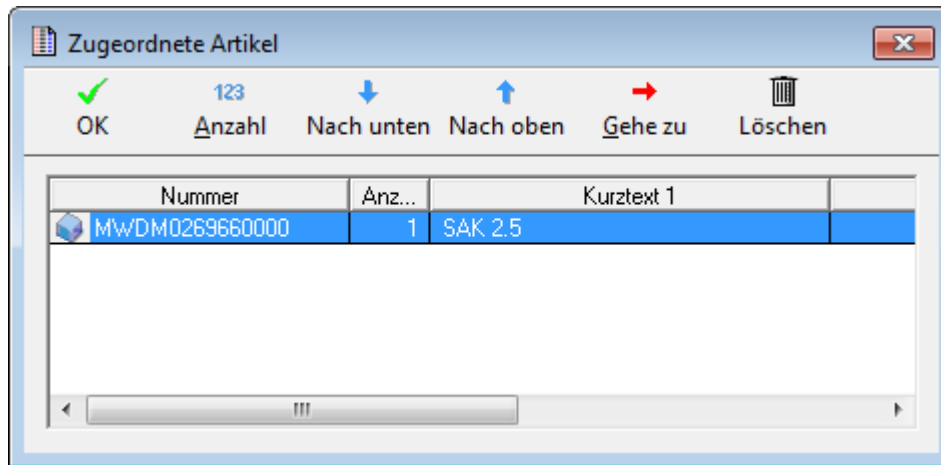 Zugeordnete Artikel
123
OK Anzahl Nach unten Nach oben Gehe zu Löschen
Nummer Anz... Kurztext 1
MWDM0269660000 1 SAK 2.5